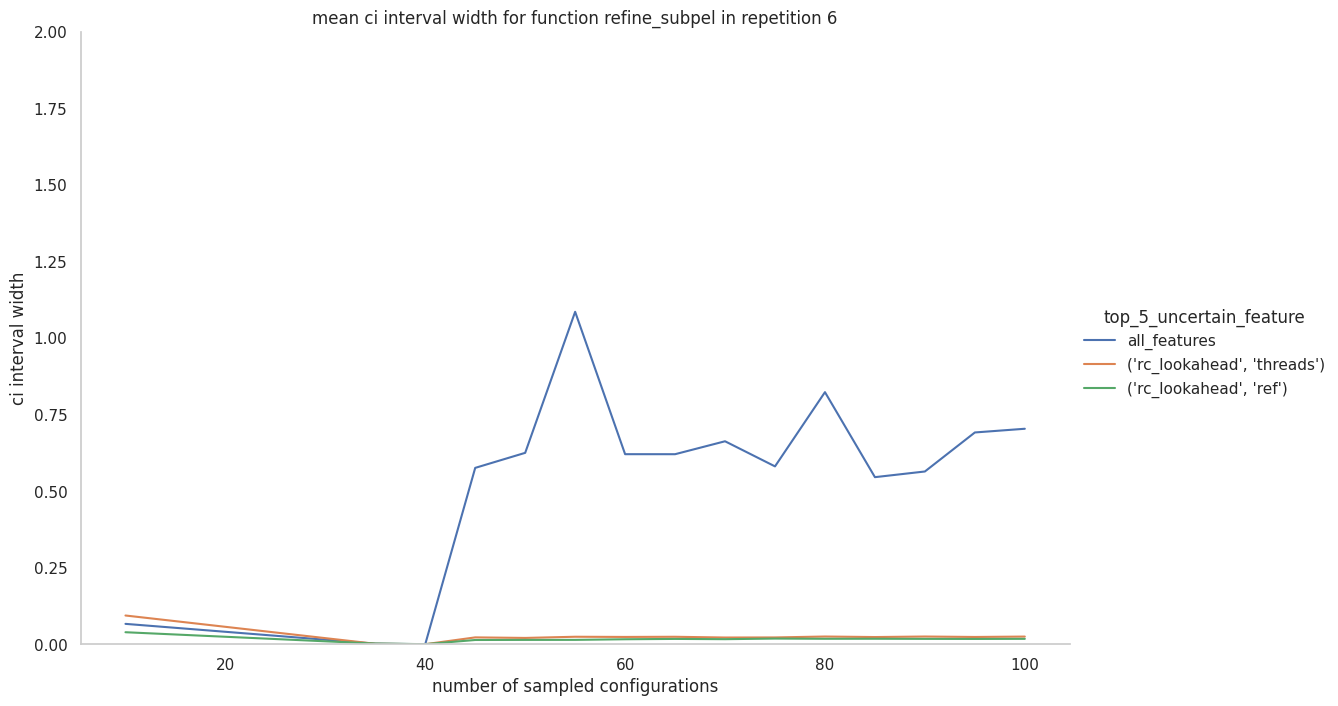 mean ci interval width for function refine_subpel in repetition 6
2.00
1.75
1.50
1.25
1.00
0.75
0.50
0.25
0.00
ci interval width
20 40 60 80 100
number of sampled configurations
top_5_uncertain_feature
all_features
('rc_lookahead', 'threads')
('rc_lookahead', 'ref')